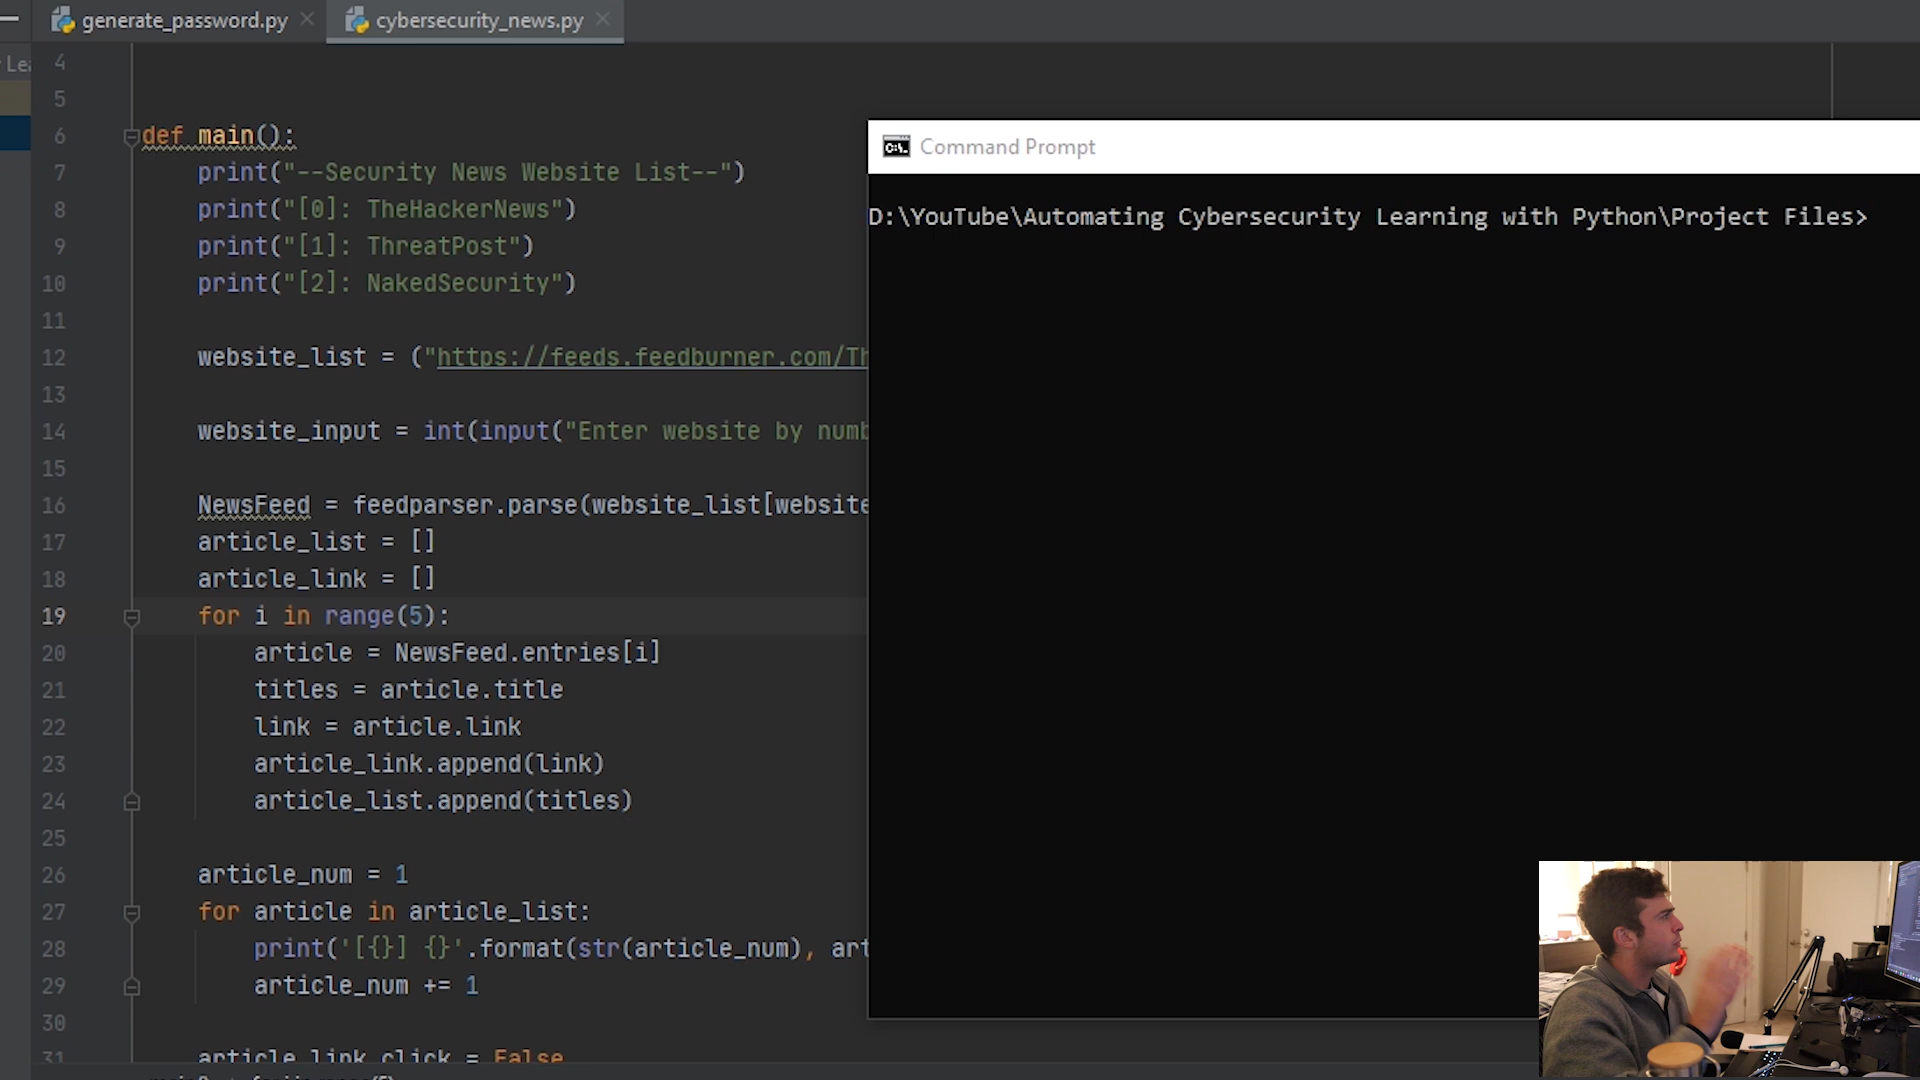 generate_password.py
cybersecurity_news.py
4
5
6 def main():
7 print("--Security News Website List--")
8 print("[0]: TheHackerNews")
9 print("[1]: ThreatPost")
10 print("[2]: NakedSecurity")
11
12 website_list = ("https://feeds.feedburner.com/Th
13
14 website_input = int(input("Enter website by numb
15
16 NewsFeed = feedparser.parse(website_list[website
17 article_list = []
18 article_link = []
19 for i in range(5):
20 article = NewsFeed.entries[i]
21 titles = article.title
22 link = article.link
23 article_link.append(link)
24 article_list.append(titles)
25
26 article_num = 1
27 for article in article_list:
28 print('[{}] {}'.format(str(article_num), art
29 article_num += 1
30
31 article_link_click = False
Command Prompt
D:\YouTube\Automating Cybersecurity Learning with Python\Project Files>